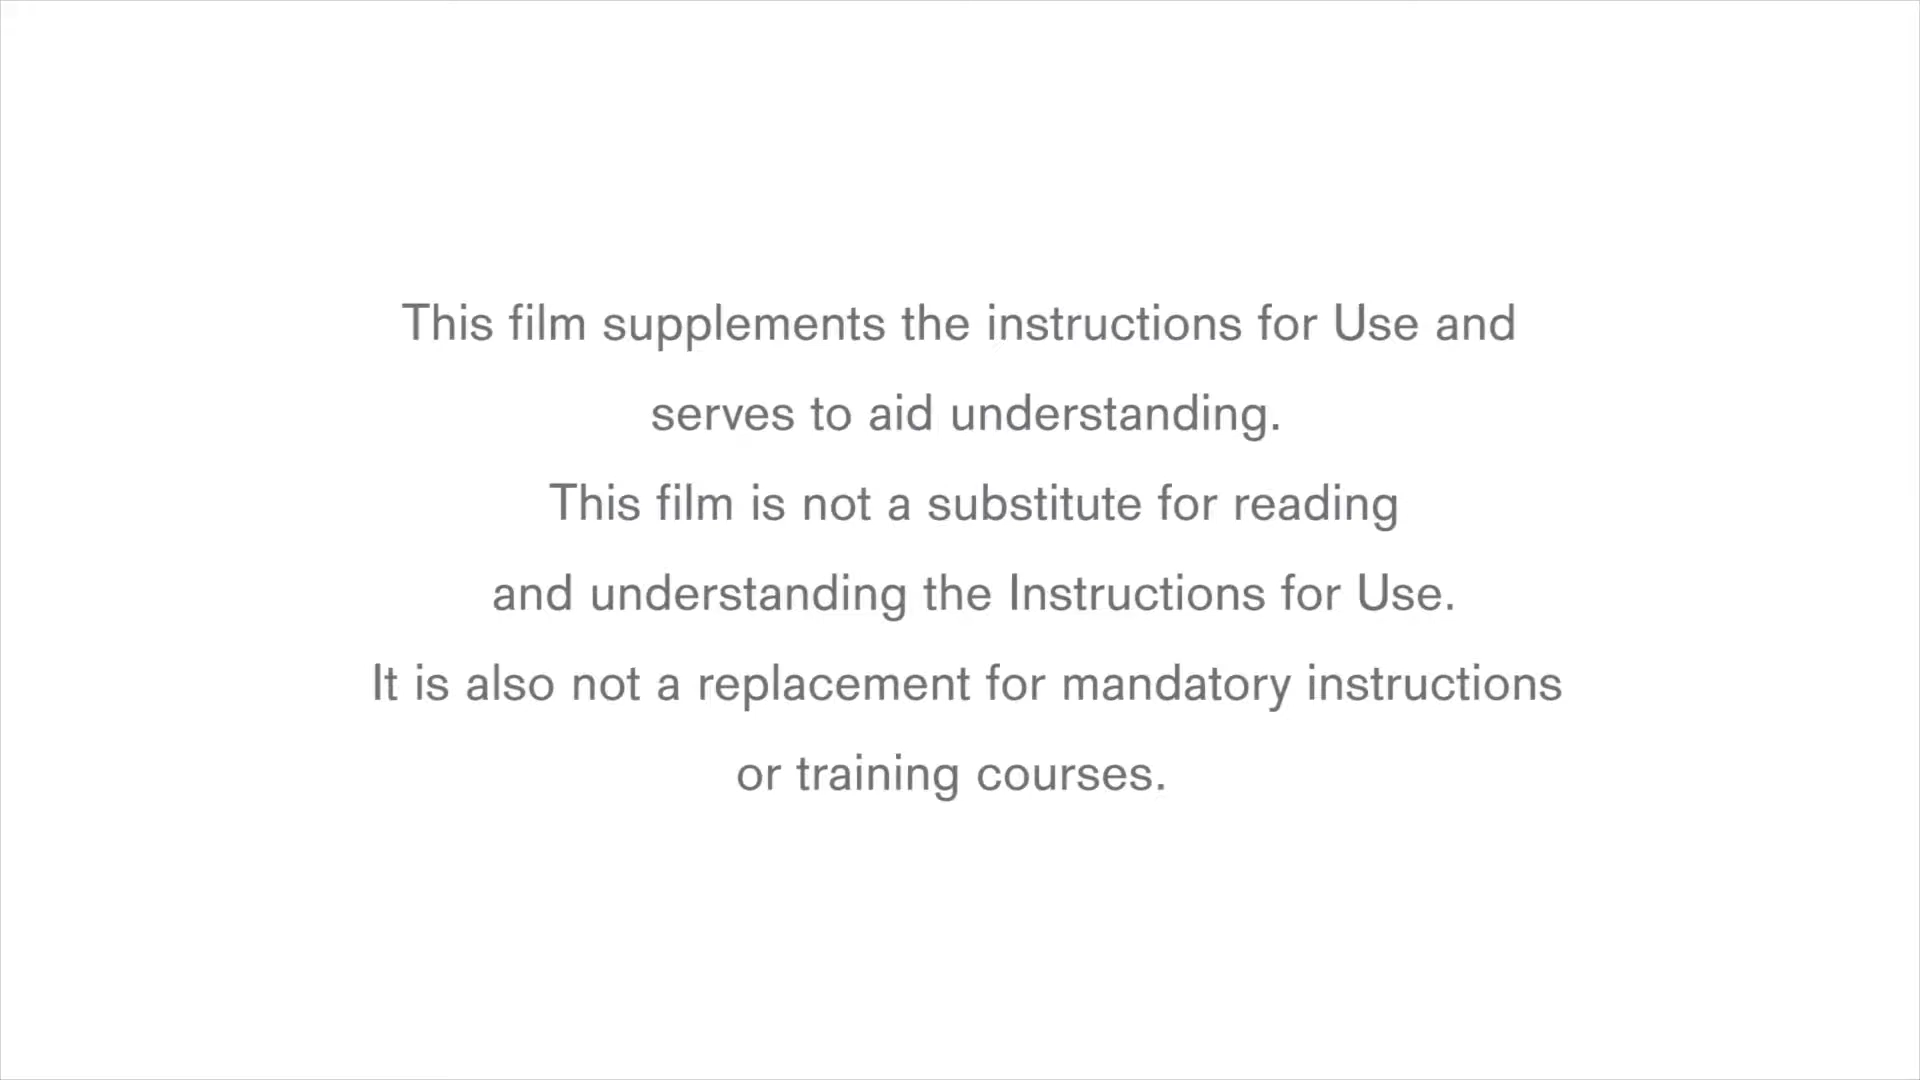 This film supplements the instructions for Use and
serves to aid understanding.
This film is not a substitute for reading
and understanding the Instructions for Use.
It is also not a replacement for mandatory instructions
or training courses.